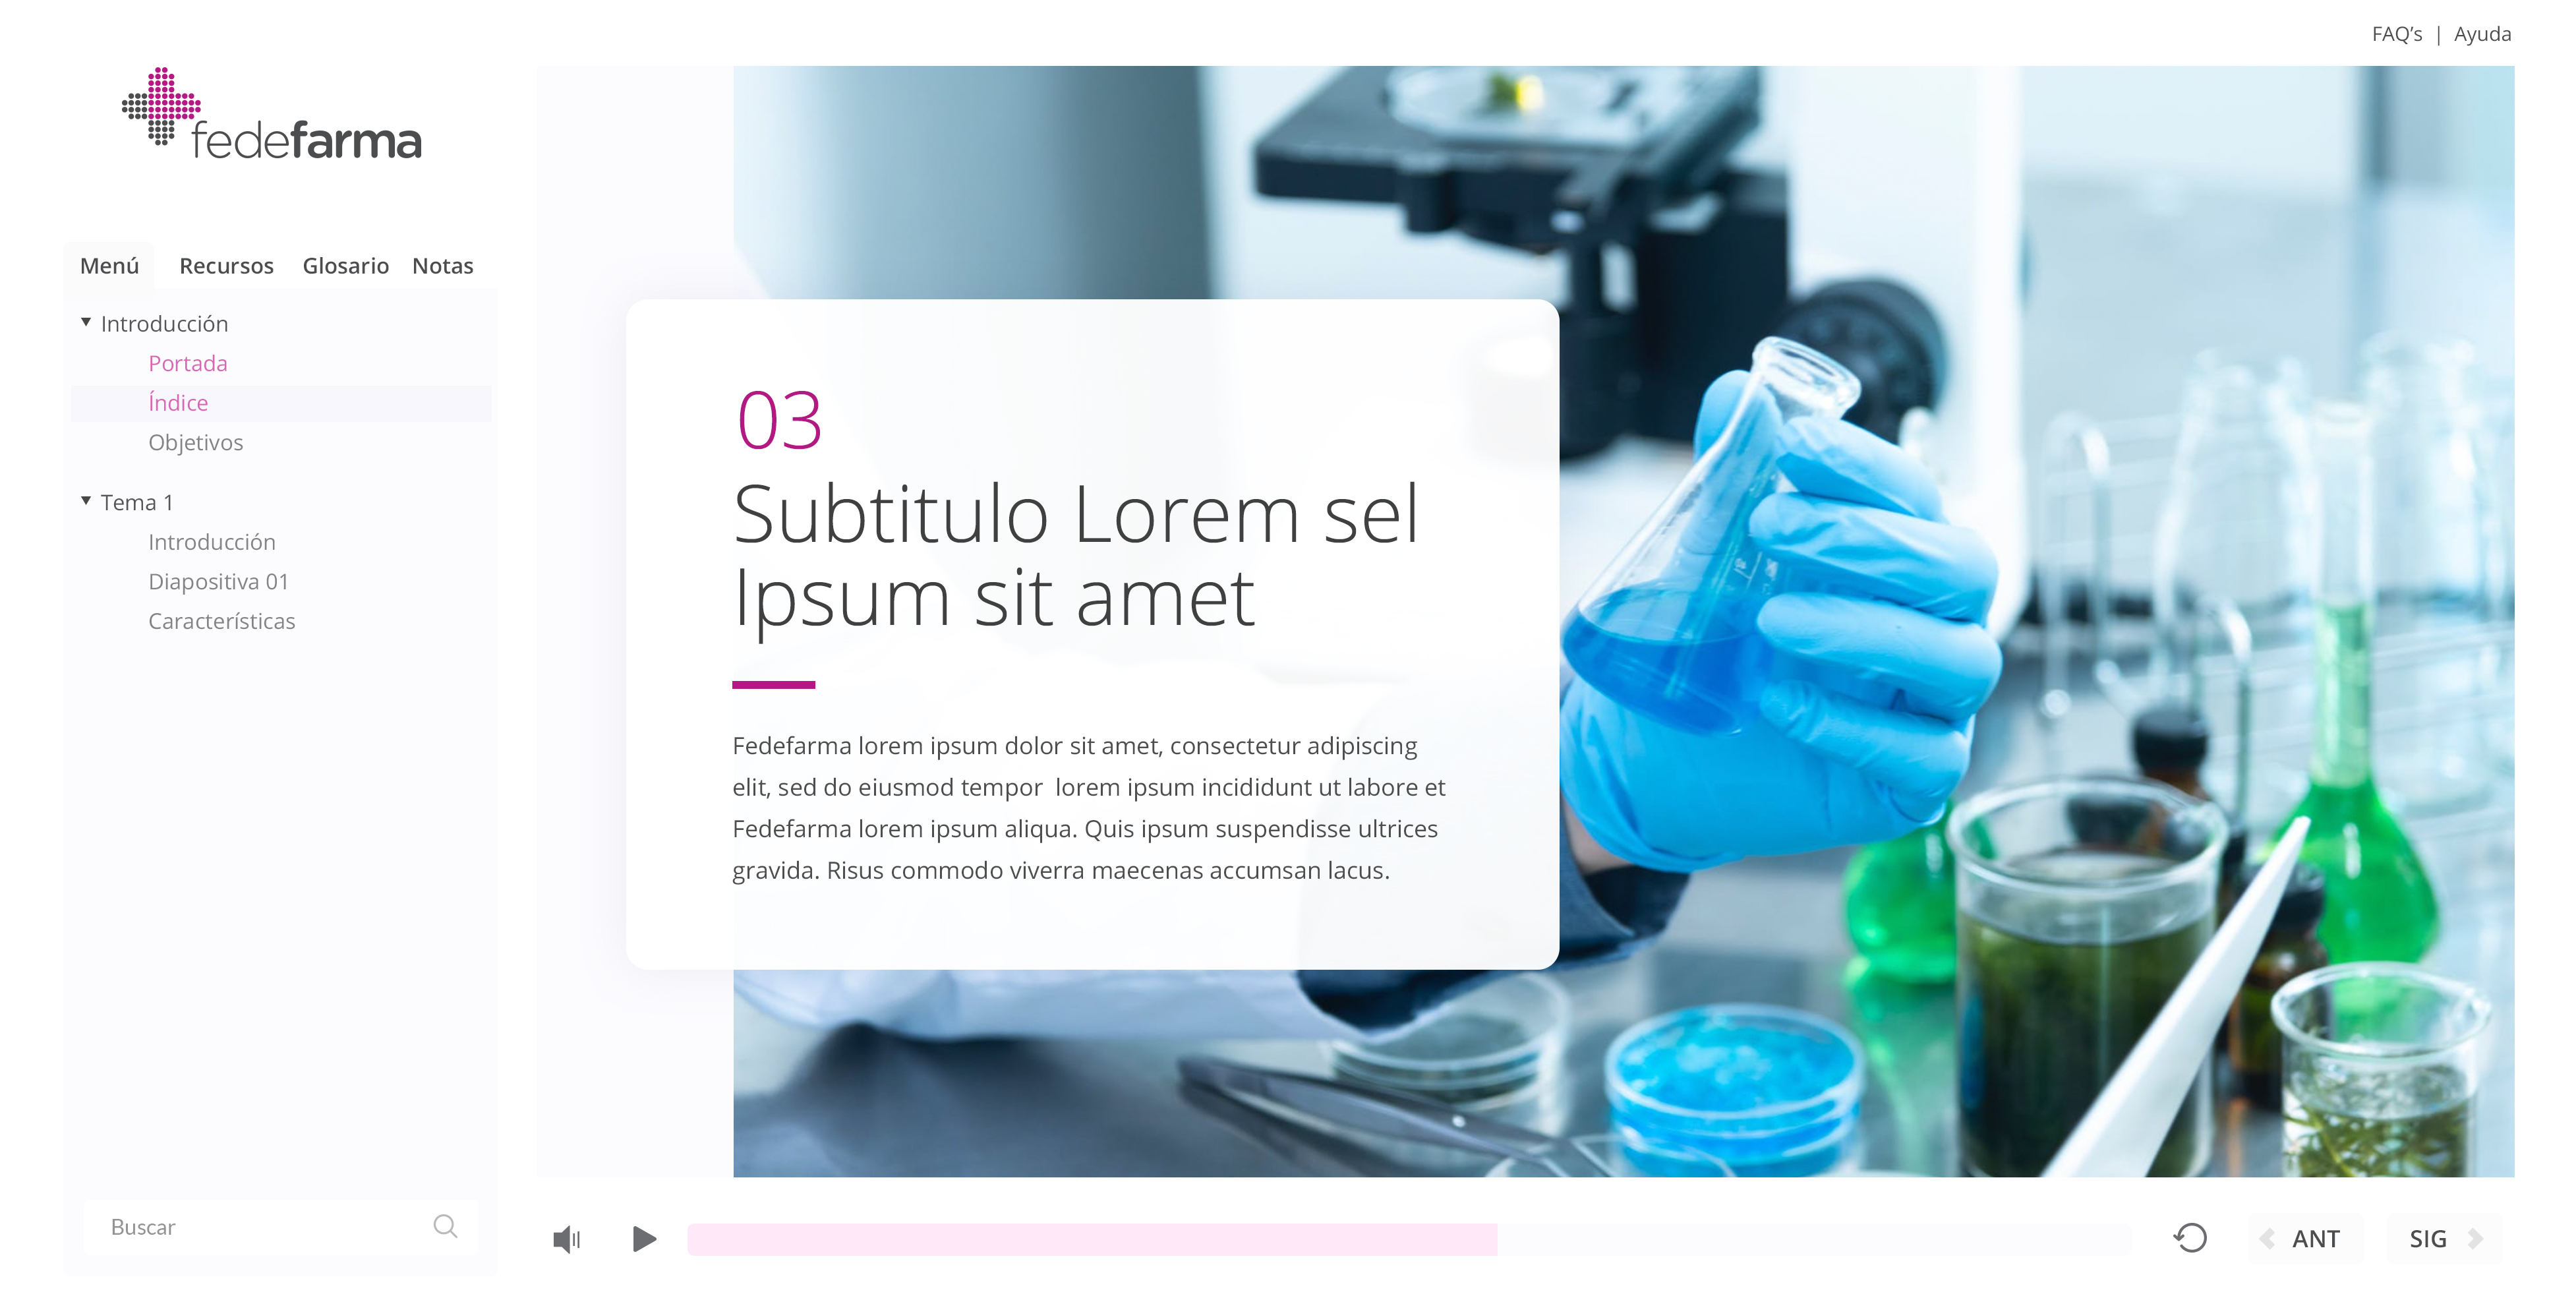 FAQ’s | Ayuda
fedefarma
Menú Recursos Glosario Notas
Introducción
Portada
Índice
Objetivos
Tema 1
Introducción
Diapositiva 01
Características
Buscar
03
Subtitulo Lorem sel
Ipsum sit amet
Fedefarma lorem ipsum dolor sit amet, consectetur adipiscing
elit, sed do eiusmod tempor  lorem ipsum incididunt ut labore et
Fedefarma lorem ipsum aliqua. Quis ipsum suspendisse ultrices
gravida. Risus commodo viverra maecenas accumsan lacus.
ANT SIG